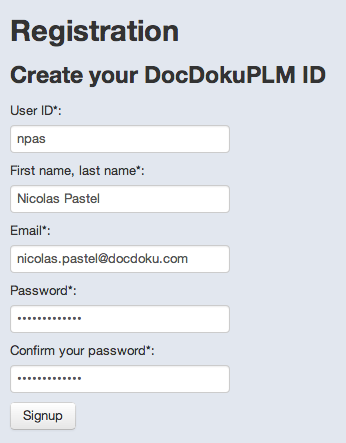 Registration
Create your DocDokuPLM ID
User ID*:
npas
First name, last name*:
Nicolas Pastel
Email*:
nicolas.pastel@docdoku.com
Password*:
•••••••••••••
Confirm your password*:
•••••••••••••
Signup